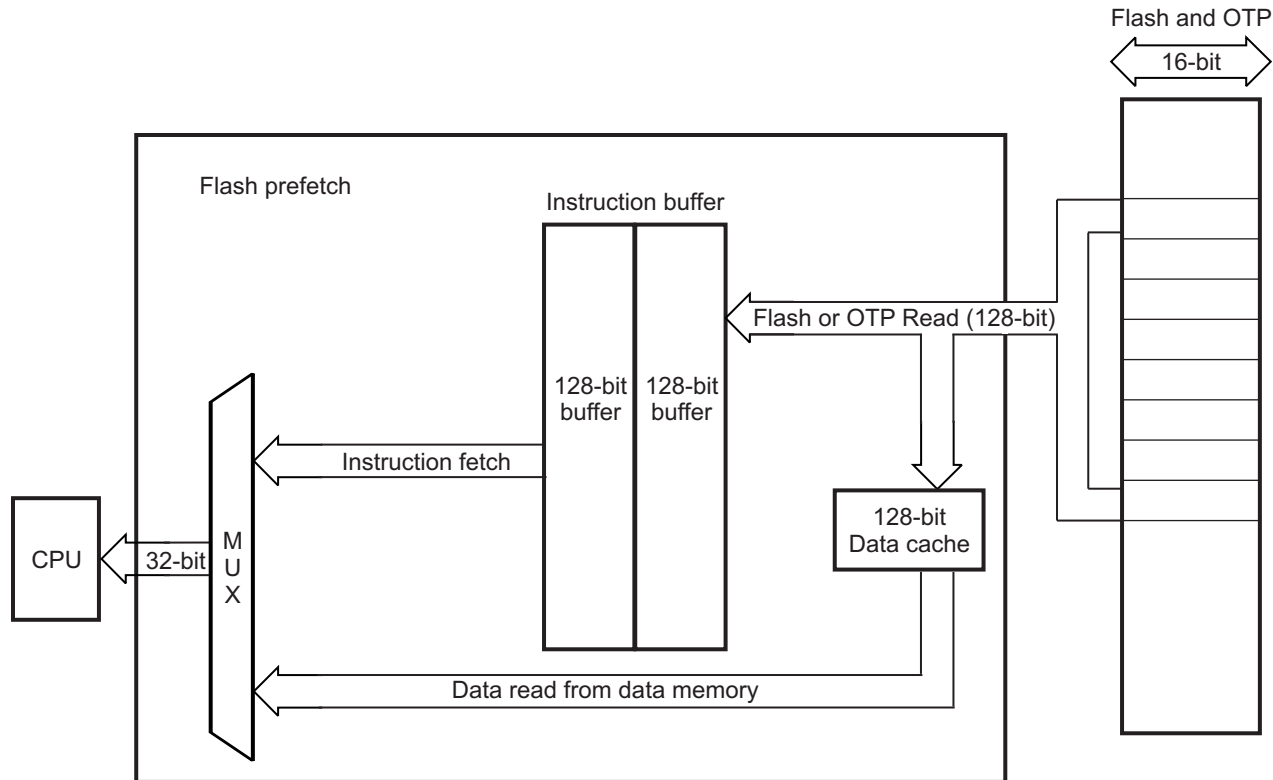 Flash and OTP
16-bit
Flash prefetch
Instruction buffer
Flash or OTP Read (128-bit)
128-bit
buffer
128-bit
buffer
Instruction fetch
128-bit
Data cache
CPU
32-bit
M
U
X
Data read from data memory